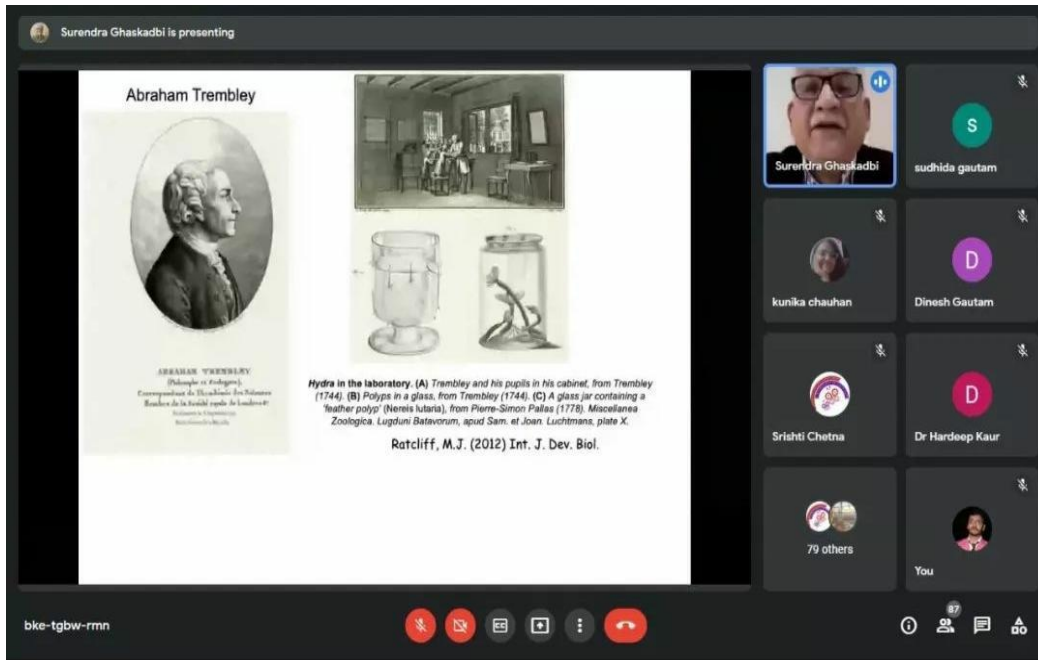 Surendra Ghaskadbi is presenting
Abraham Trembley
ABRAHAM TREMBLEY
Hydra in the laboratory. (A) Trembley and his pupils in his cabinet, from Trembley
(1744). (B) Polyps in a glass, from Trembley (1744). (C) A glass jar containing a
'feather polyp' (Nereis lutaria), from Pierre-Simon Pallas (1778). Miscellanea
Zoologica. Lugduni Batavorum, apud Sam. et Joan. Luchtmans, plate X.
Ratcliff, M.J. (2012) Int. J. Dev. Biol.
Surendra Ghaskadbi
S
sudhida gautam
kunika chauhan
D
Dinesh Gautam
Srishti Chetna
D
Dr Hardeep Kaur
79 others
You
bke-tgbw-rmn
CC
87